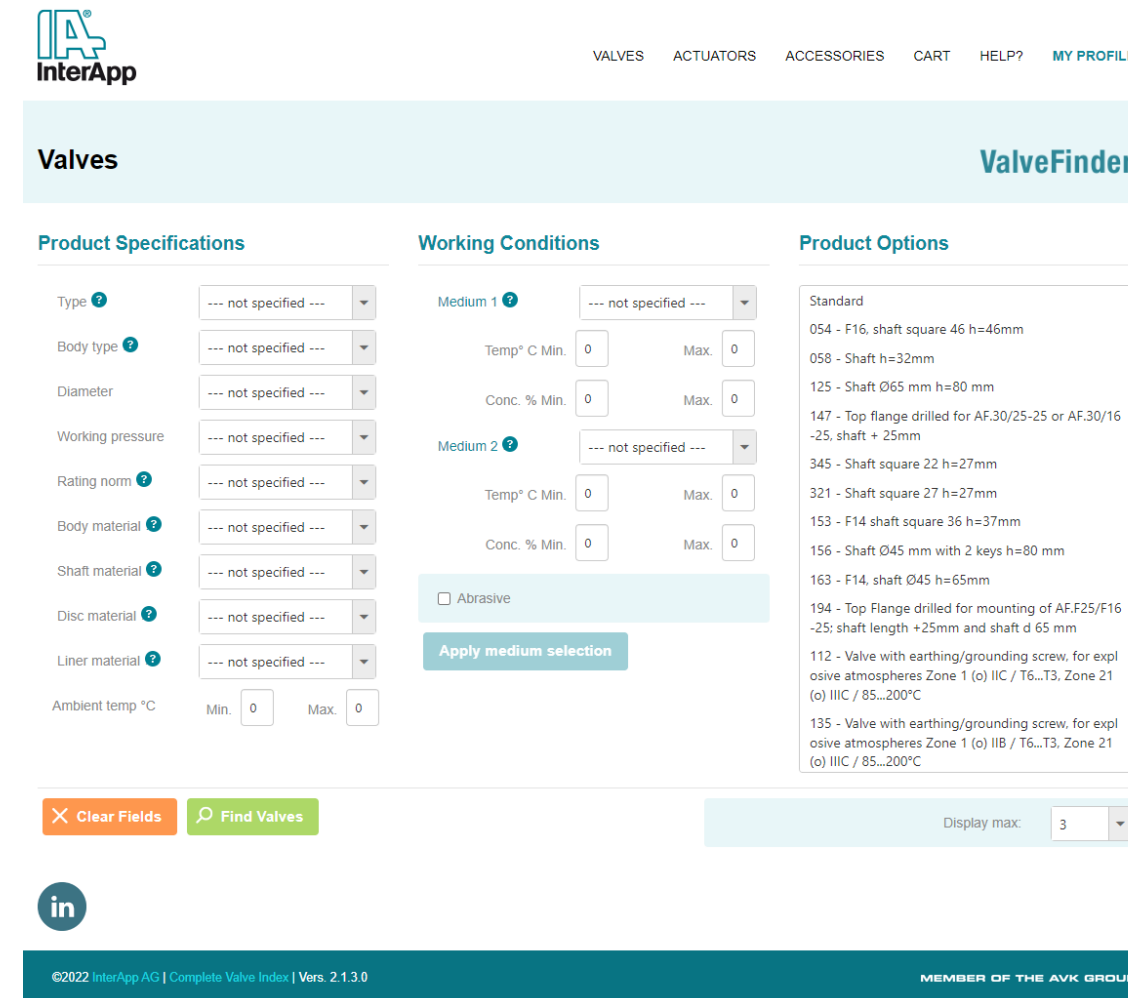 InterApp
VALVES ACTUATORS ACCESSORIES CART HELP? MY PROFIL
Valves
ValveFinder
Product Specifications
Type ? --- not specified ---
Body type ? --- not specified ---
Diameter --- not specified ---
Working pressure --- not specified ---
Rating norm ? --- not specified ---
Body material ? --- not specified ---
Shaft material ? --- not specified ---
Disc material ? --- not specified ---
Liner material ? --- not specified ---
Ambient temp °C Min. 0 Max. 0
Working Conditions
Medium 1 ? --- not specified ---
Temp° C Min. 0 Max. 0
Conc. % Min. 0 Max. 0
Medium 2 ? --- not specified ---
Temp° C Min. 0 Max. 0
Conc. % Min. 0 Max. 0
Abrasive
Apply medium selection
Product Options
Standard
054 - F16, shaft square 46 h=46mm
058 - Shaft h=32mm
125 - Shaft Ø65 mm h=80 mm
147 - Top flange drilled for AF.30/25-25 or AF.30/16
-25, shaft + 25mm
345 - Shaft square 22 h=27mm
321 - Shaft square 27 h=27mm
153 - F14 shaft square 36 h=37mm
156 - Shaft Ø45 mm with 2 keys h=80 mm
163 - F14, shaft Ø45 h=65mm
194 - Top Flange drilled for mounting of AF.F25/F16
-25; shaft length +25mm and shaft d 65 mm
112 - Valve with earthing/grounding screw, for expl
osive atmospheres Zone 1 (o) IIC / T6...T3, Zone 21
(o) IIIC / 85...200°C
135 - Valve with earthing/grounding screw, for expl
osive atmospheres Zone 1 (o) IIB / T6...T3, Zone 21
(o) IIIC / 85...200°C
Clear Fields Find Valves
Display max: 3
in
©2022 InterApp AG | Complete Valve Index | Vers. 2.1.3.0
MEMBER OF THE AVK GROU